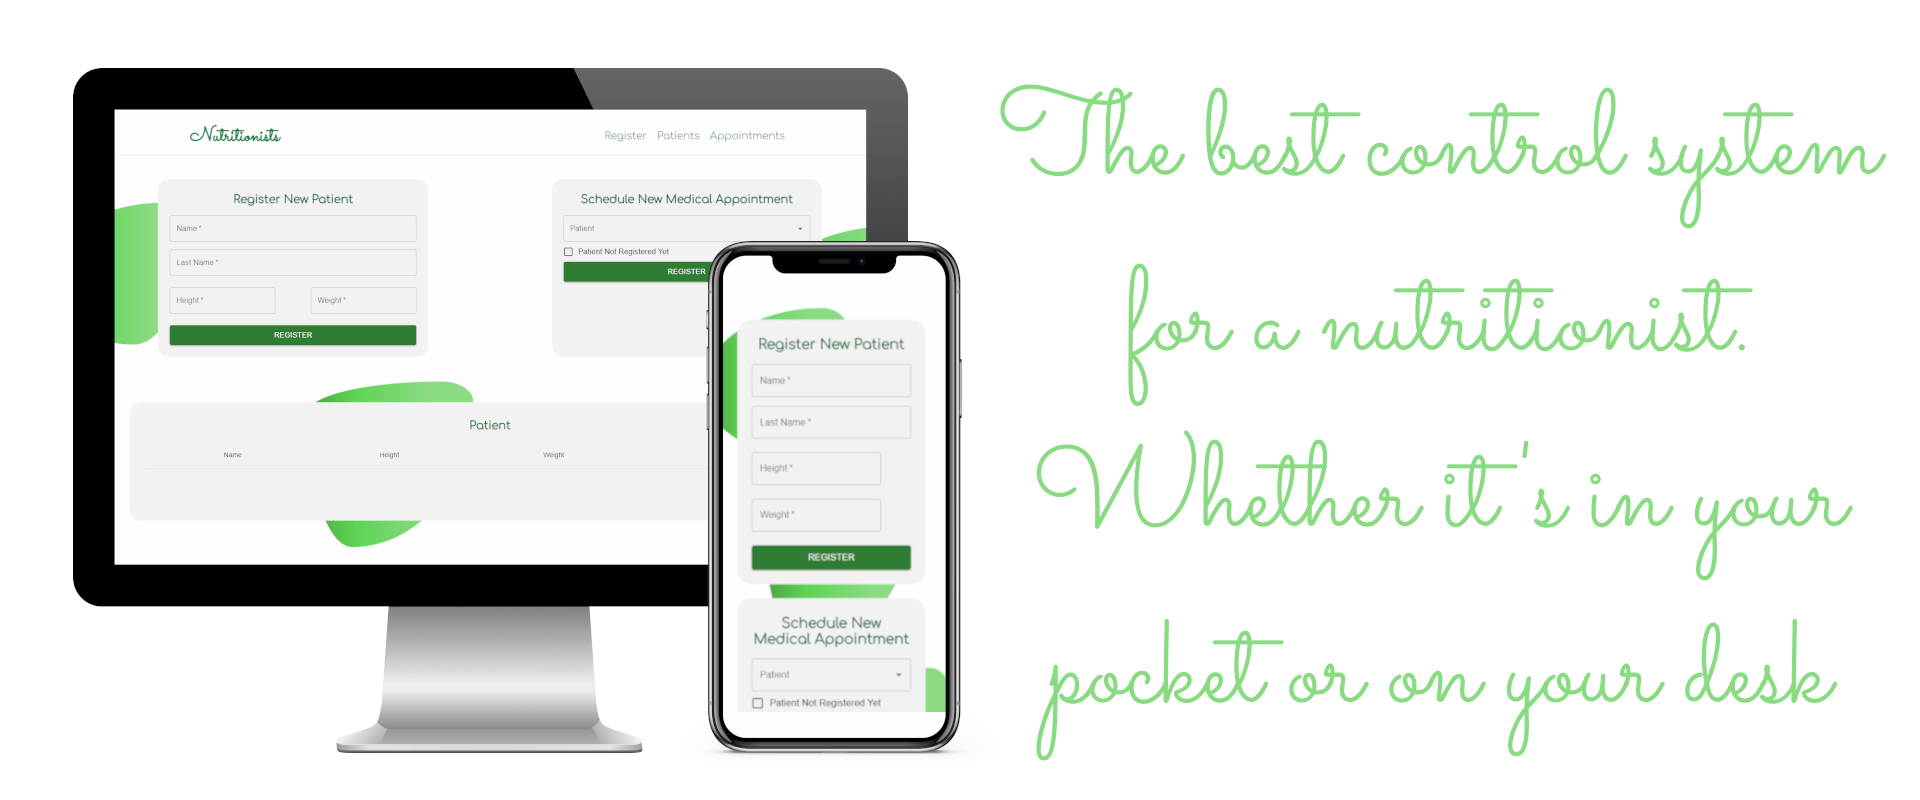 Nutritionists
Register Patients Appointments
Register New Patient
Name *
Last Name *
Height * Weight *
REGISTER
Schedule New Medical Appointment
Patient
Patient Not Registered Yet
REGISTER
Patient
Name Height Weight
Register New Patient
Name *
Last Name *
Height *
Weight *
REGISTER
Schedule New
Medical Appointment
Patient
Patient Not Registered Yet
The best control system
for a nutritionist.
Whether it's in your
pocket or on your desk